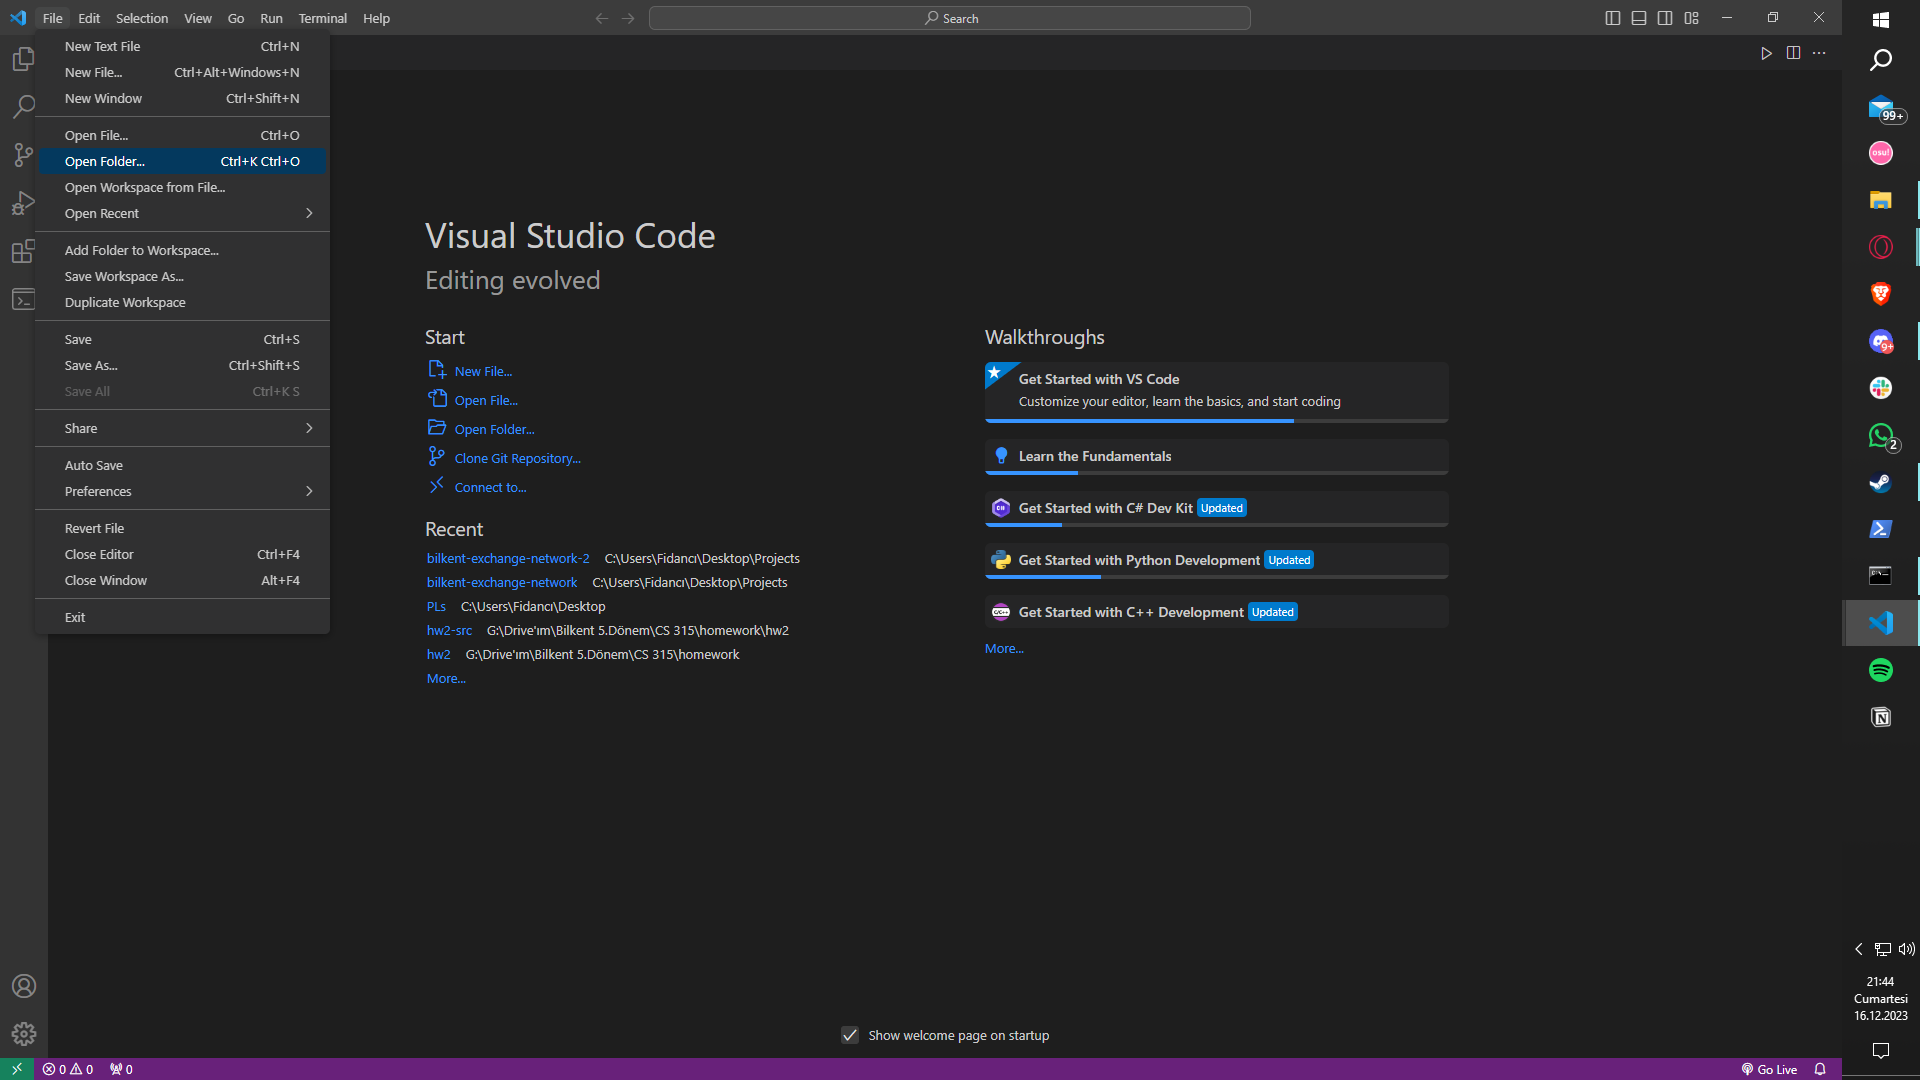 File Edit Selection View Go Run Terminal Help
Search
New Text File Ctrl+N
New File... Ctrl+Alt+Windows+N
New Window Ctrl+Shift+N
Open File... Ctrl+O
Open Folder... Ctrl+K Ctrl+O
Open Workspace from File...
Open Recent
Add Folder to Workspace...
Save Workspace As...
Duplicate Workspace
Save Ctrl+S
Save As... Ctrl+Shift+S
Save All Ctrl+K S
Share
Auto Save
Preferences
Revert File
Close Editor Ctrl+F4
Close Window Alt+F4
Exit
Visual Studio Code
Editing evolved
Start
New File...
Open File...
Open Folder...
Clone Git Repository...
Connect to...
Recent
bilkent-exchange-network-2 C:\Users\Fidancı\Desktop\Projects
bilkent-exchange-network C:\Users\Fidancı\Desktop\Projects
PLs C:\Users\Fidancı\Desktop
hw2-src G:\Drive'ım\Bilkent 5.Dönem\CS 315\homework\hw2
hw2 G:\Drive'ım\Bilkent 5.Dönem\CS 315\homework
More...
Walkthroughs
Get Started with VS Code
Customize your editor, learn the basics, and start coding
Learn the Fundamentals
Get Started with C# Dev Kit Updated
Get Started with Python Development Updated
Get Started with C++ Development Updated
More...
Show welcome page on startup
0 0 0
Go Live
99+
osu!
9+
2
21:44
Cumartesi
16.12.2023